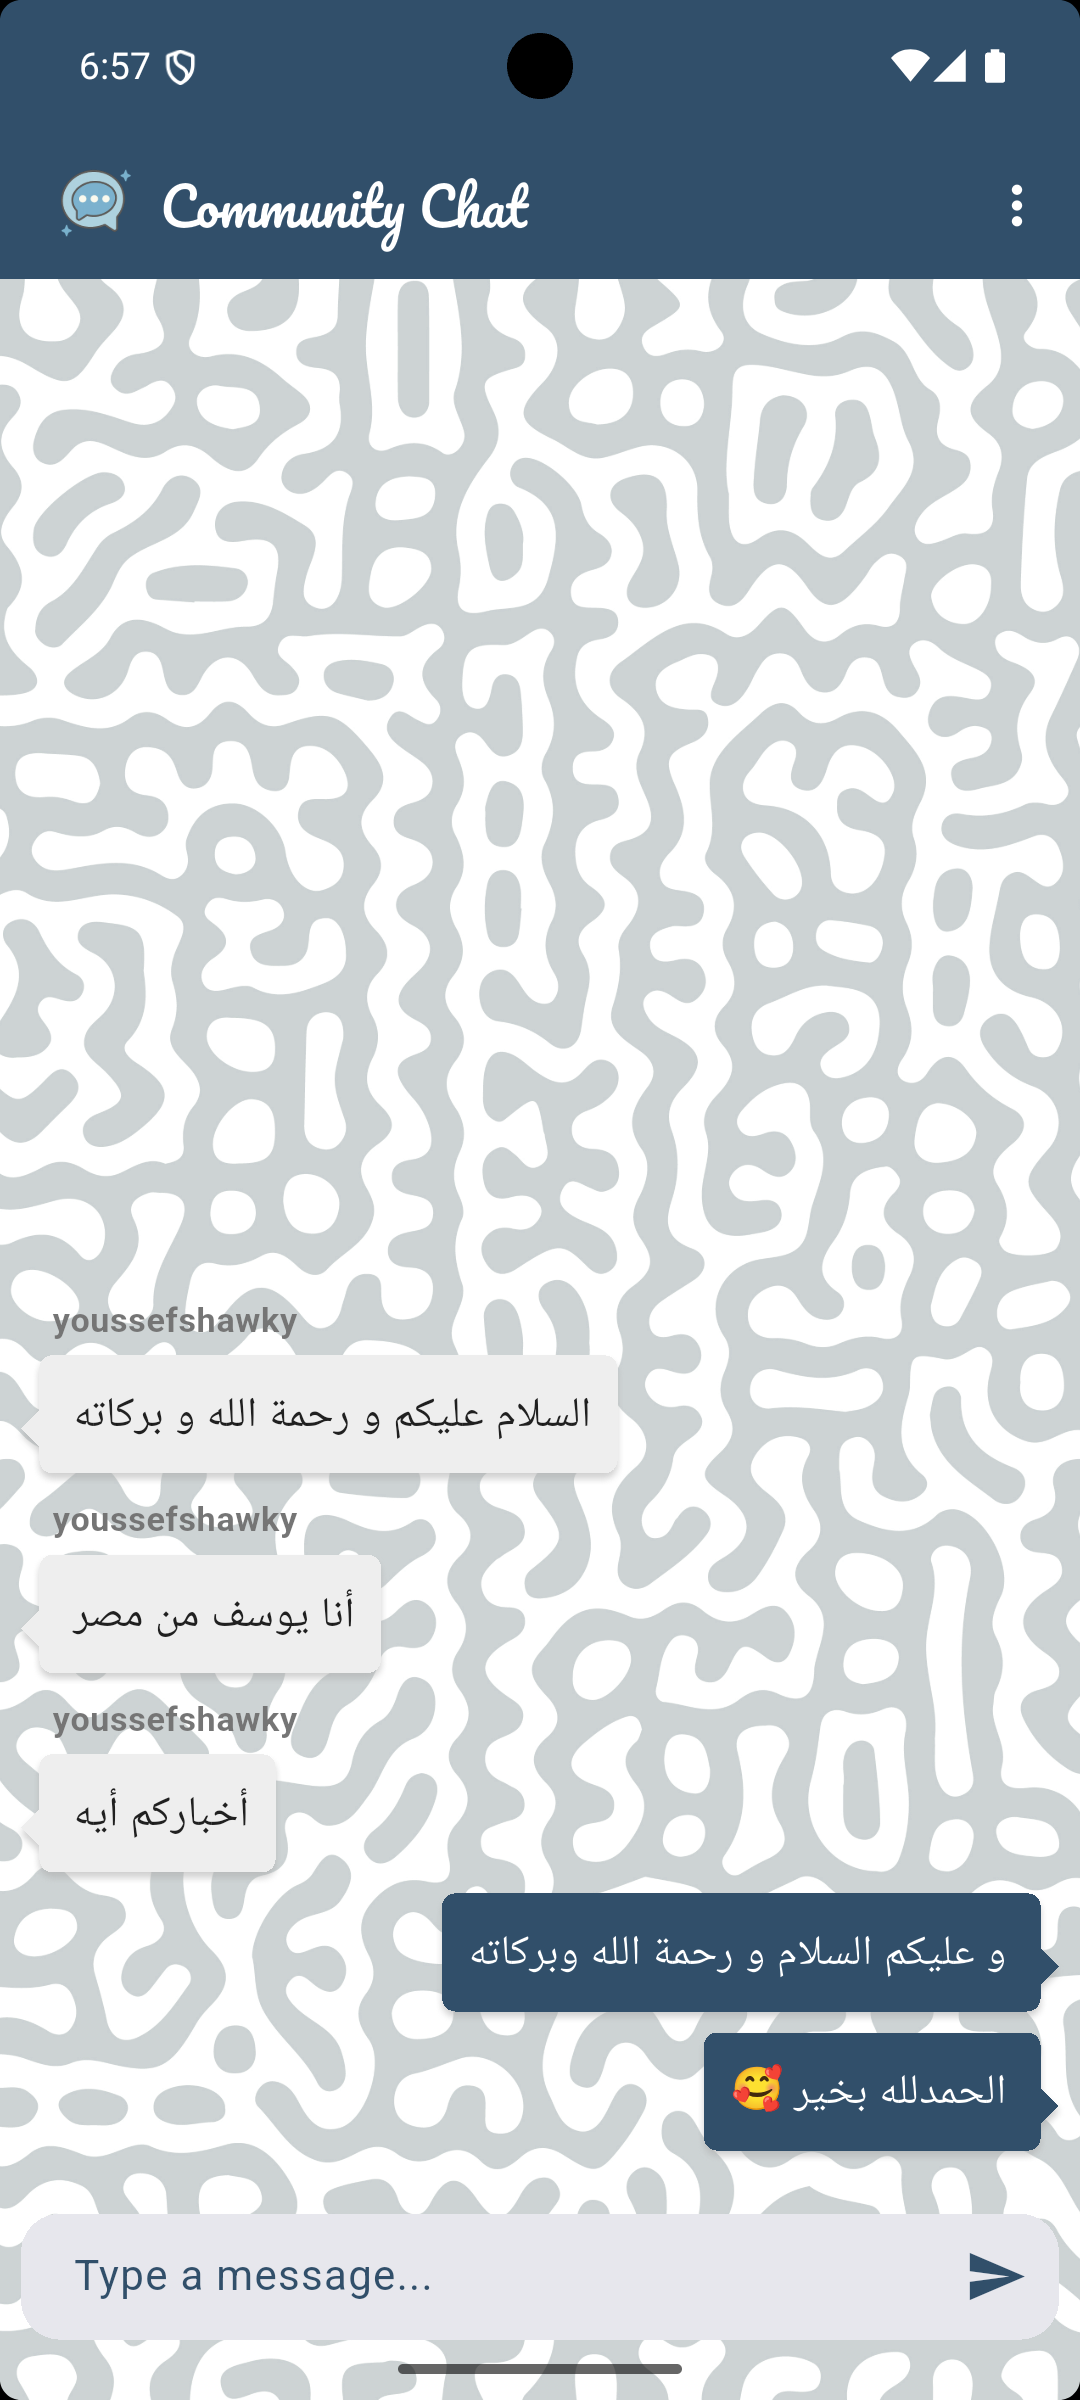 6:57
Community Chat
youssefshawky
السلام عليكم و رحمة الله و بركاته
youssefshawky
أنا يوسف من مصر
youssefshawky
أخباركم أيه
و عليكم السلام و رحمة الله وبركاته
الحمدلله بخير 🥰
Type a message...